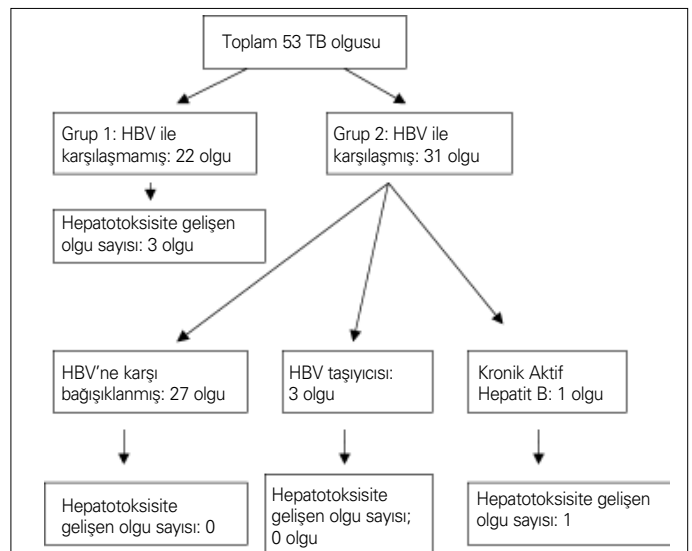 Toplam 53 TB olgusu
Grup 1: HBV ile
karşılaşmamış: 22 olgu
Grup 2: HBV ile
karşılaşmış: 31 olgu
Hepatotoksisite gelişen
olgu sayısı: 3 olgu
HBV'ne karşı
bağışıklanmış: 27 olgu
HBV taşıyıcısı:
3 olgu
Kronik Aktif
Hepatit B: 1 olgu
Hepatotoksisite
gelişen olgu sayısı: 0
Hepatotoksisite
gelişen olgu sayısı;
0 olgu
Hepatotoksisite gelişen
olgu sayısı: 1